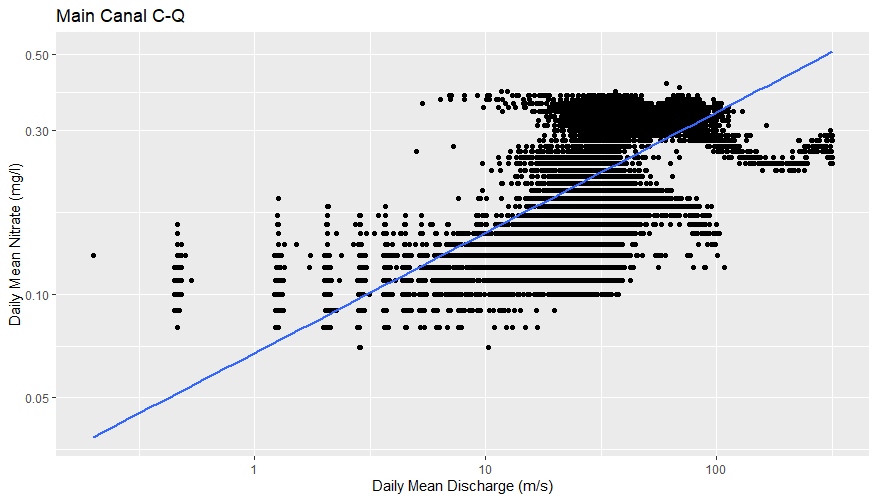 Main Canal C-Q
0.50
0.30
0.10
0.05
Daily Mean Nitrate (mg/l)
1 10 100
Daily Mean Discharge (m/s)